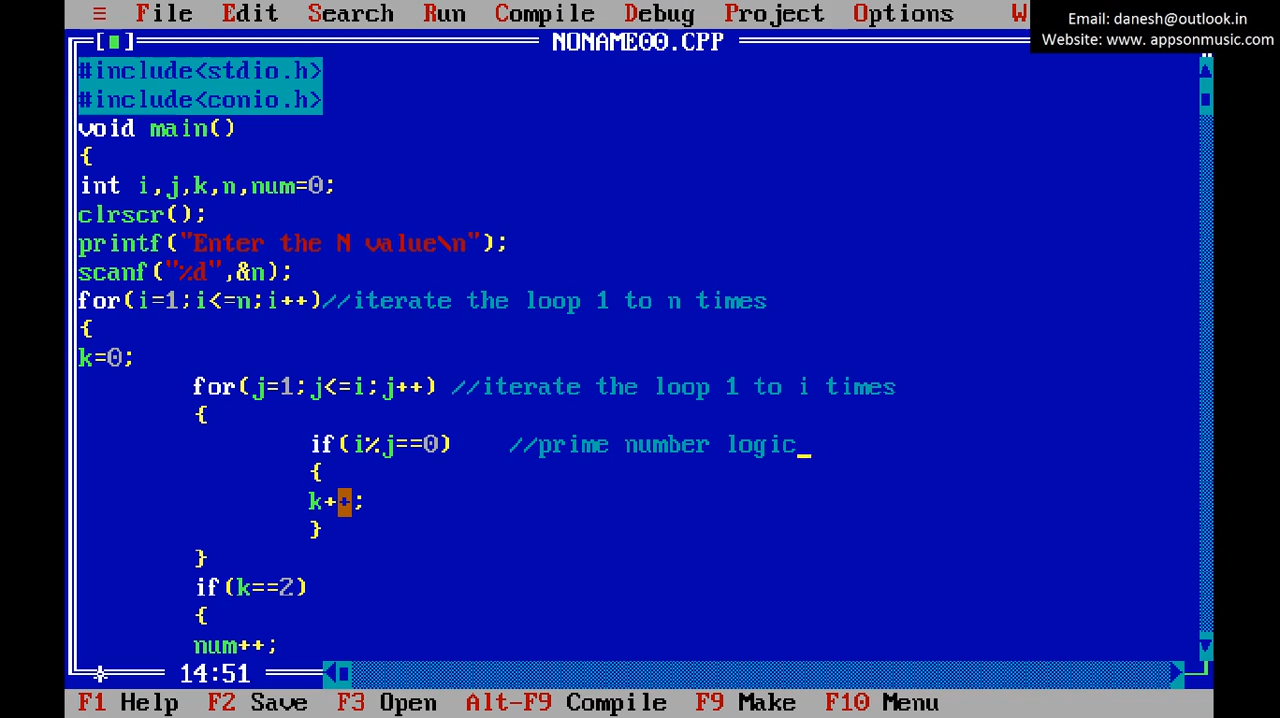 ≡ File Edit Search Run Compile Debug Project Options W
Email: danesh@outlook.in
Website: www. appsonmusic.com
[■] NONAME00.CPP
#include<stdio.h>
#include<conio.h>
void main()
{
int i,j,k,n,num=0;
clrscr();
printf("Enter the N value\n");
scanf("%d",&n);
for(i=1;i<=n;i++)//iterate the loop 1 to n times
{
k=0;
for(j=1;j<=i;j++) //iterate the loop 1 to i times
{
if(i%j==0) //prime number logic_
{
k++;
}
}
if(k==2)
{
num++;
14:51
F1 Help F2 Save F3 Open Alt-F9 Compile F9 Make F10 Menu